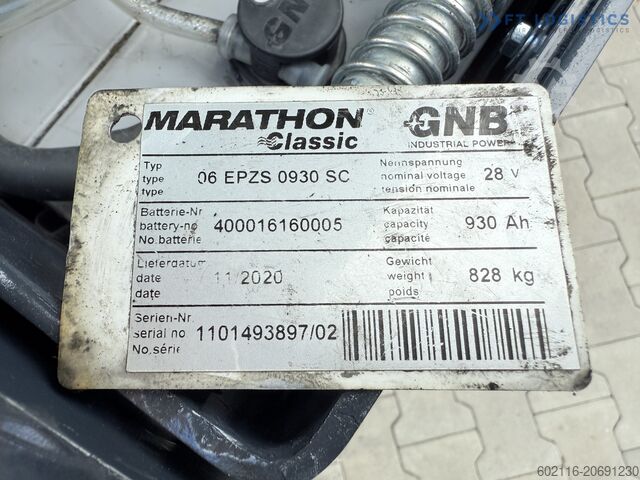 FT LOGISTICS
GNB
MARATHON GNB
Classic INDUSTRIAL POWER
Typ
type
type
06 EPZS 0930 SC
Nennspannung
nominal voltage
tension nominale
28 V
Batterie-Nr
battery-no
No.batterie
400016160005
Kapazität
capacity
capacité
930 Ah
Lieferdatum
date
date
11/2020
Gewicht
weight
poids
828 kg
Serien-Nr.
serial no
No.série
1101493897/02
602116-20691230